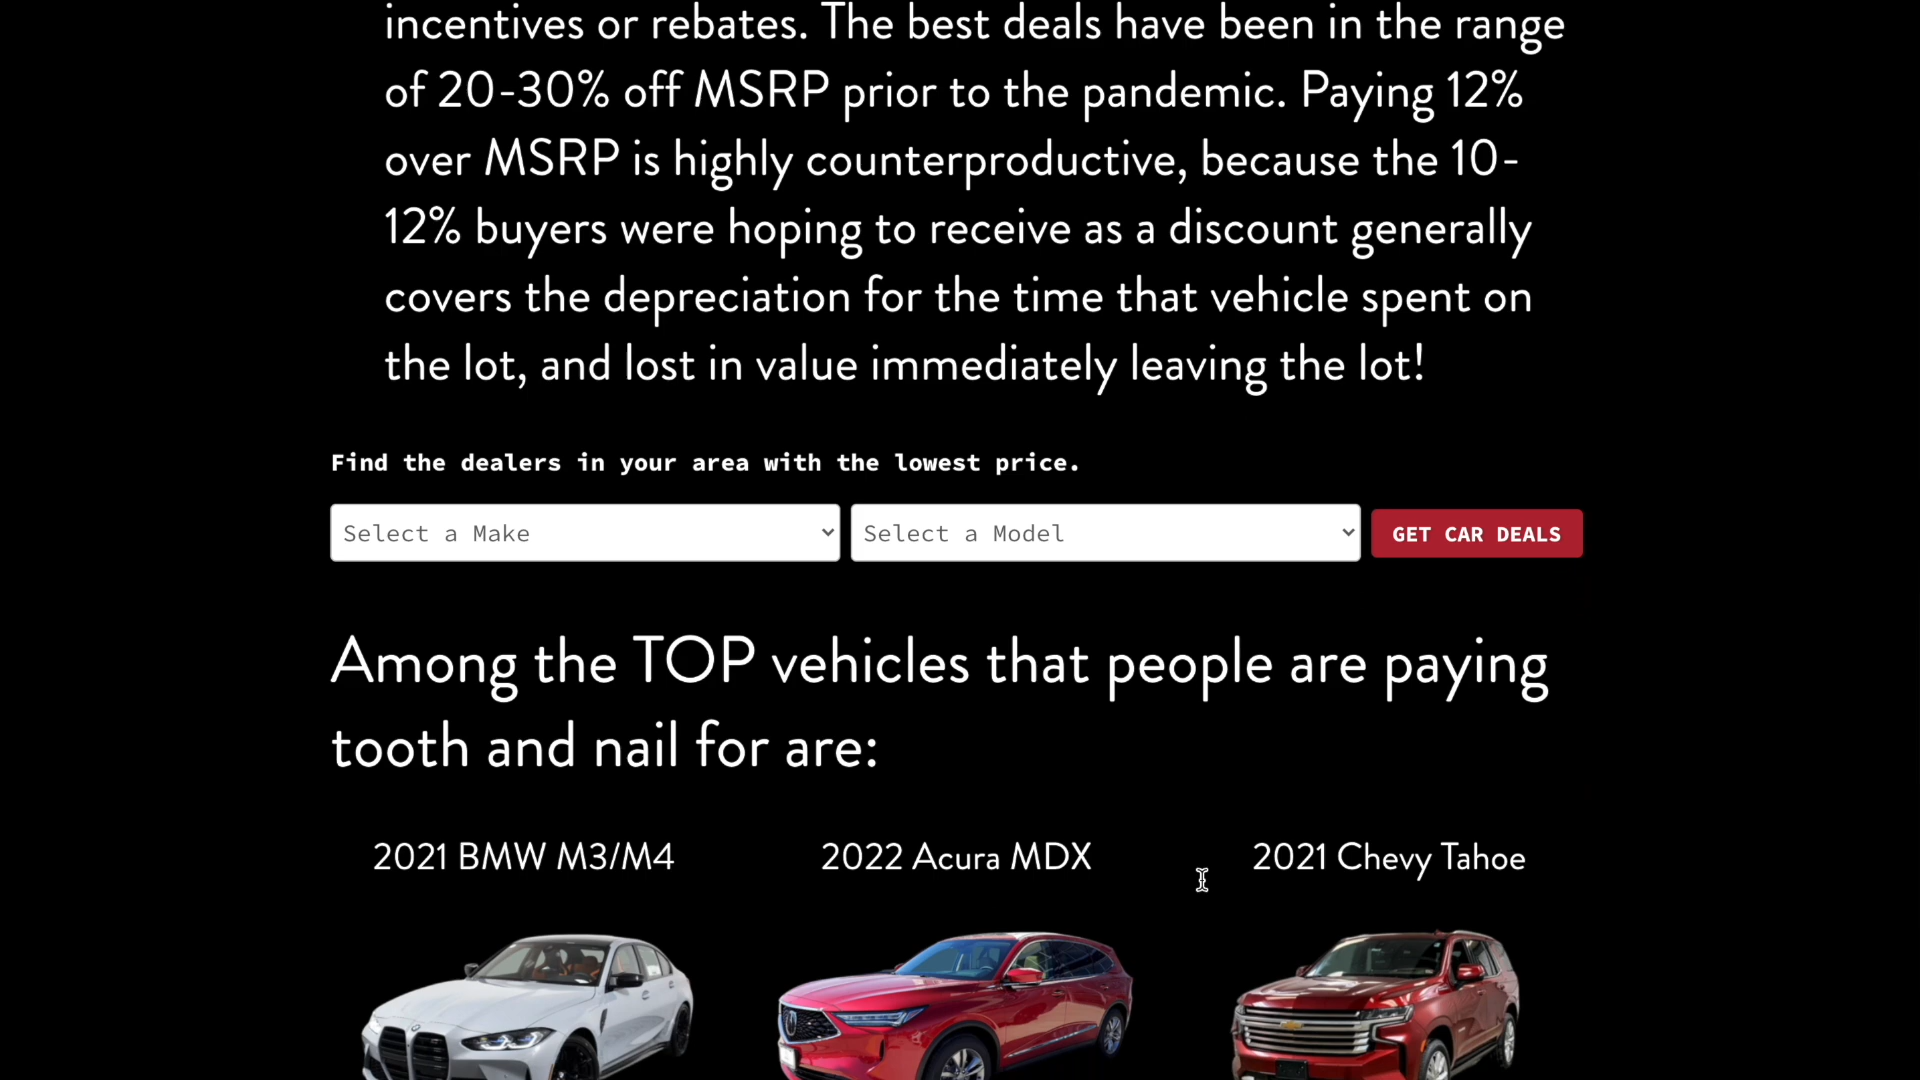 incentives or rebates. The best deals have been in the range
of 20-30% off MSRP prior to the pandemic. Paying 12%
over MSRP is highly counterproductive, because the 10-
12% buyers were hoping to receive as a discount generally
covers the depreciation for the time that vehicle spent on
the lot, and lost in value immediately leaving the lot!
Find the dealers in your area with the lowest price.
Select a Make Select a Model GET CAR DEALS
Among the TOP vehicles that people are paying
tooth and nail for are:
2021 BMW M3/M4 2022 Acura MDX 2021 Chevy Tahoe